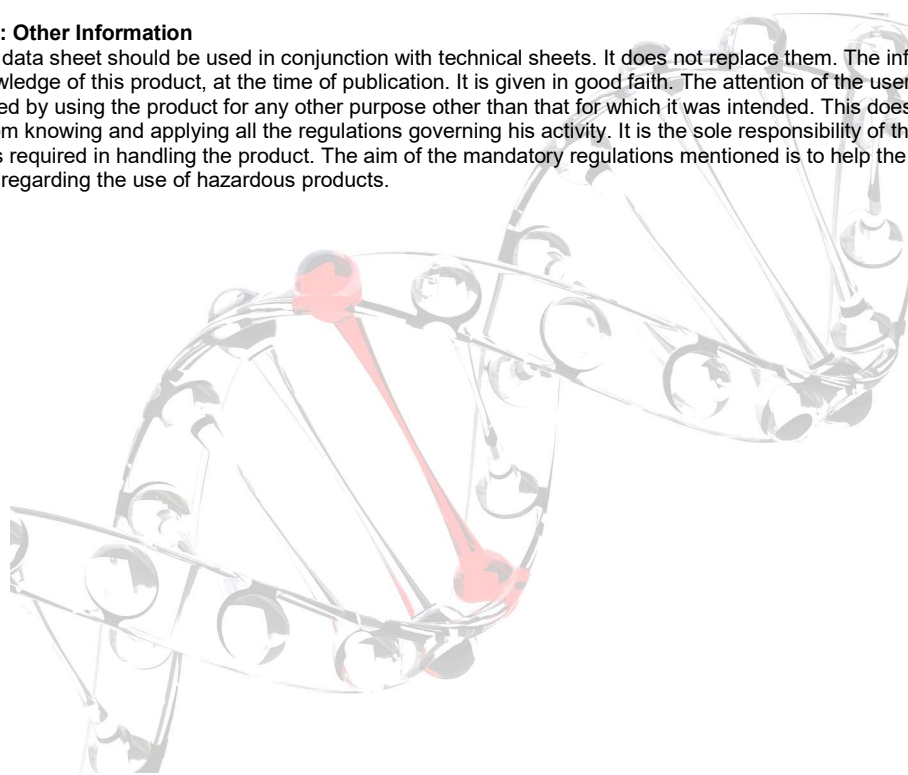 : Other Information
data sheet should be used in conjunction with technical sheets. It does not replace them. The inf
wledge of this product, at the time of publication. It is given in good faith. The attention of the user
ed by using the product for any other purpose other than that for which it was intended. This does
om knowing and applying all the regulations governing his activity. It is the sole responsibility of th
s required in handling the product. The aim of the mandatory regulations mentioned is to help the
regarding the use of hazardous products.